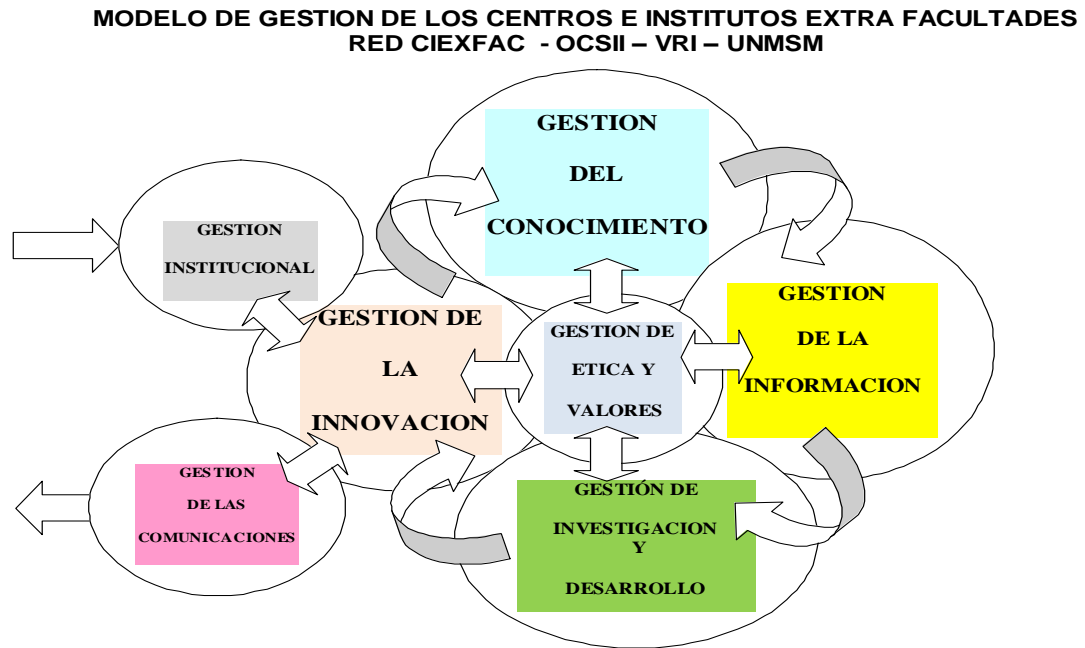 MODELO DE GESTION DE LOS CENTROS E INSTITUTOS EXTRA FACULTADES
RED CIEXFAC - OCSII – VRI – UNMSM
GESTION
DEL
CONOCIMIENTO
GESTION
INSTITUCIONAL
GESTION DE
LA
INNOVACION
GESTION DE
ETICA Y
VALORES
GESTION
DE LA
INFORMACION
GESTION
DE LAS
COMUNICACIONES
GESTIÓN DE
INVESTIGACION
Y
DESARROLLO